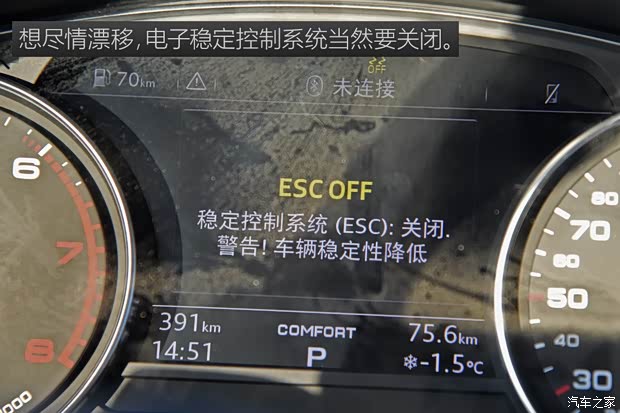 想尽情漂移,电子稳定控制系统当然要关闭。
OFF
70km
未连接
ESC OFF
稳定控制系统 (ESC): 关闭.
警告! 车辆稳定性降低
391km
COMFORT
75.6km
14:51
P
❄-1.5°C
6
7
8
000
80
70
60
50
40
30
汽车之家